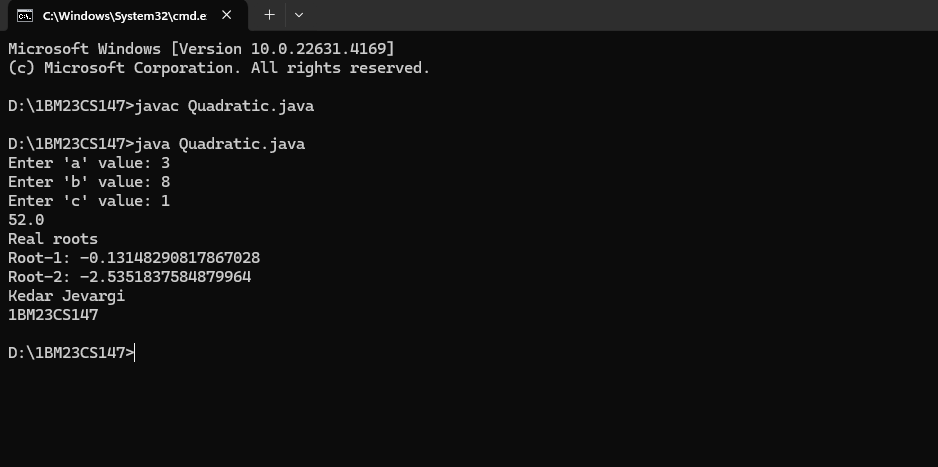 C:\Windows\System32\cmd.e
Microsoft Windows [Version 10.0.22631.4169]
(c) Microsoft Corporation. All rights reserved.
D:\1BM23CS147>javac Quadratic.java
D:\1BM23CS147>java Quadratic.java
Enter 'a' value: 3
Enter 'b' value: 8
Enter 'c' value: 1
52.0
Real roots
Root-1: -0.13148290817867028
Root-2: -2.5351837584879964
Kedar Jevargi
1BM23CS147
D:\1BM23CS147>